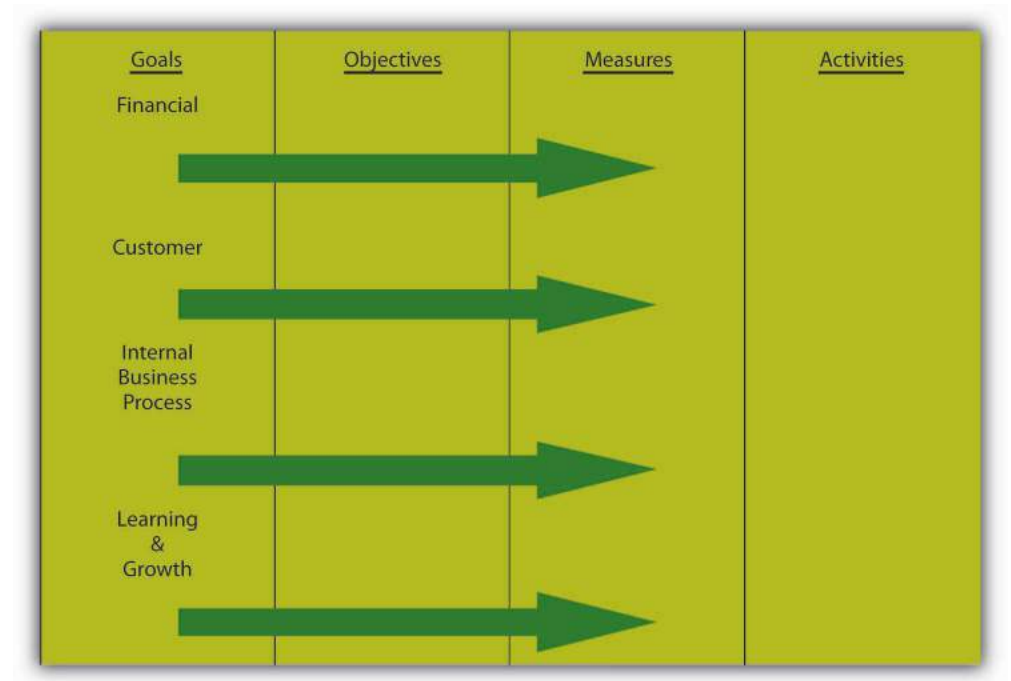 Goals
Objectives
Measures
Activities
Financial
Customer
Internal
Business
Process
Learning
&
Growth